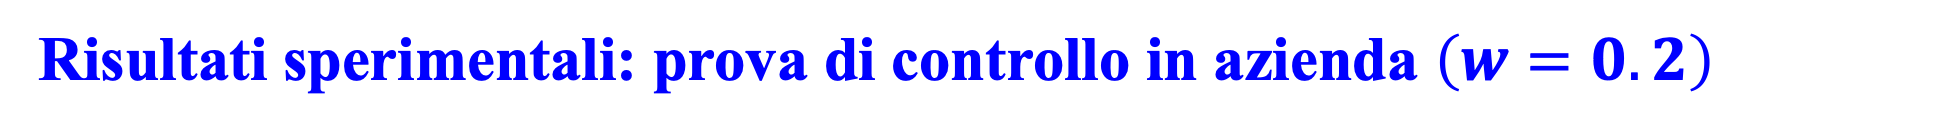 Risultati sperimentali: prova di controllo in azienda (w = 0.2)